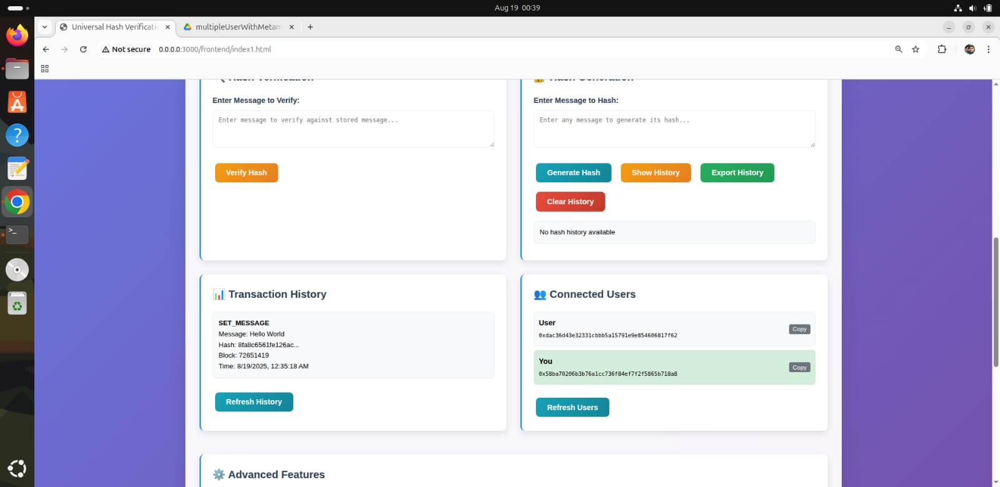 Aug 19 00:39
Universal Hash Verificati
multipleUserWithMetam
Not secure 0.0.0.0:3000/frontend/index1.html
Hash Verification
Enter Message to Verify:
Enter message to verify against stored message...
Verify Hash
Hash Generation
Enter Message to Hash:
Enter any message to generate its hash...
Generate Hash
Show History
Export History
Clear History
No hash history available
Transaction History
SET_MESSAGE
Message: Hello World
Hash: 8fa8c6561fe126ac...
Block: 72651419
Time: 8/19/2025, 12:35:18 AM
Refresh History
Connected Users
User
0xdac36d43e32331cbbb5a15791e9e854606817f62
Copy
You
0x58ba70206b3b76a1cc736f84ef7f2f5865b718a8
Copy
Refresh Users
Advanced Features